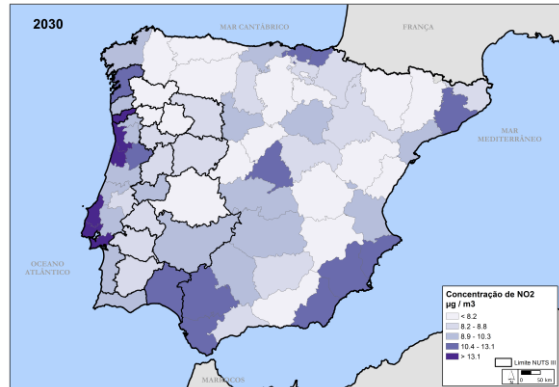 2030
MAR CANTÁBRICO
FRANÇA
MAR
MEDITERRÂNEO
OCEANO
ATLÂNTICO
MARROCOS
Concentração de NO2
µg / m3
< 8.2
8.2 - 8.8
8.9 - 10.3
10.4 - 13.1
> 13.1
Limite NUTS III
0 50 km